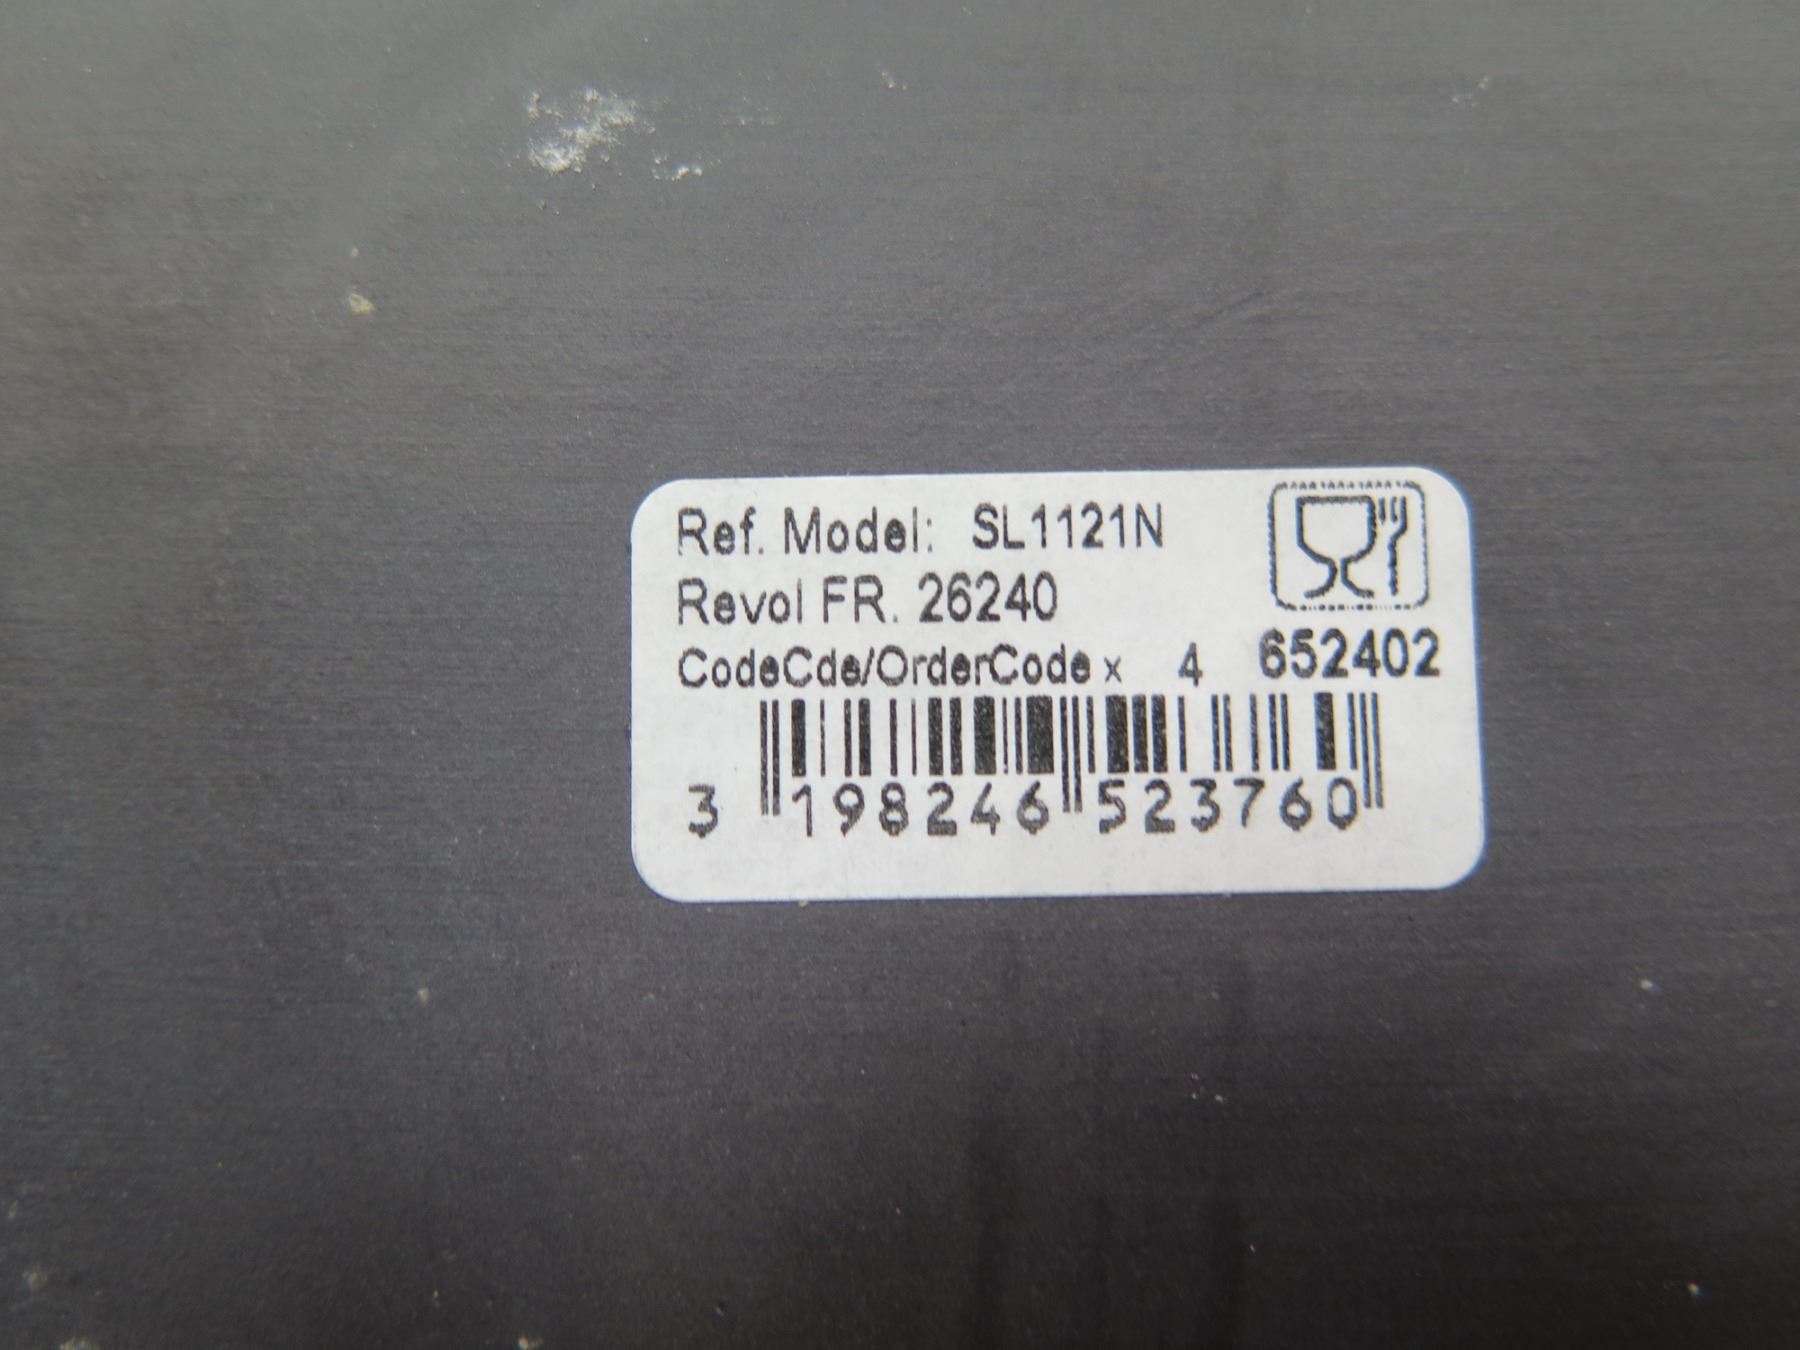 Ref. Model: SL1121N
Revol FR. 26240
CodeCde/OrderCode x 4 652402
3 198246 523760